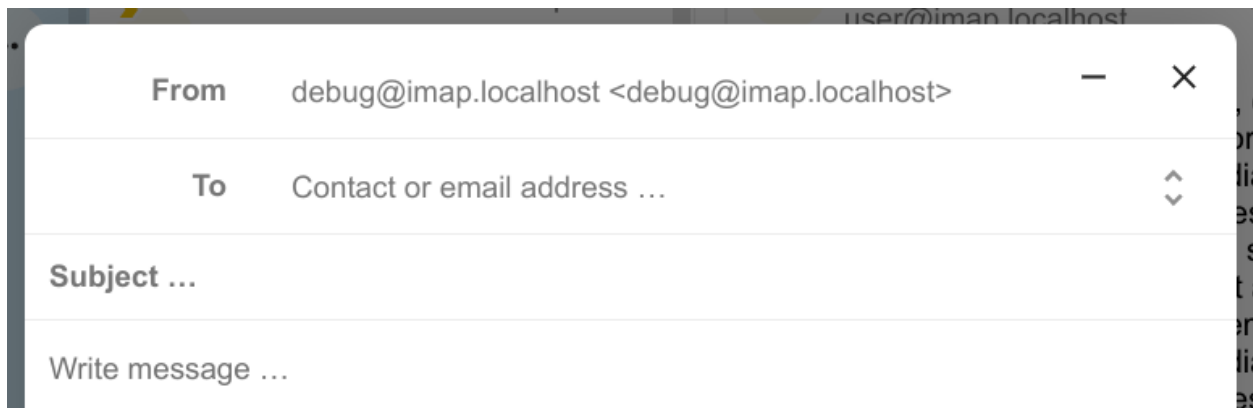 user@imap.localhost
From debug@imap.localhost <debug@imap.localhost>
To Contact or email address …
Subject …
Write message …